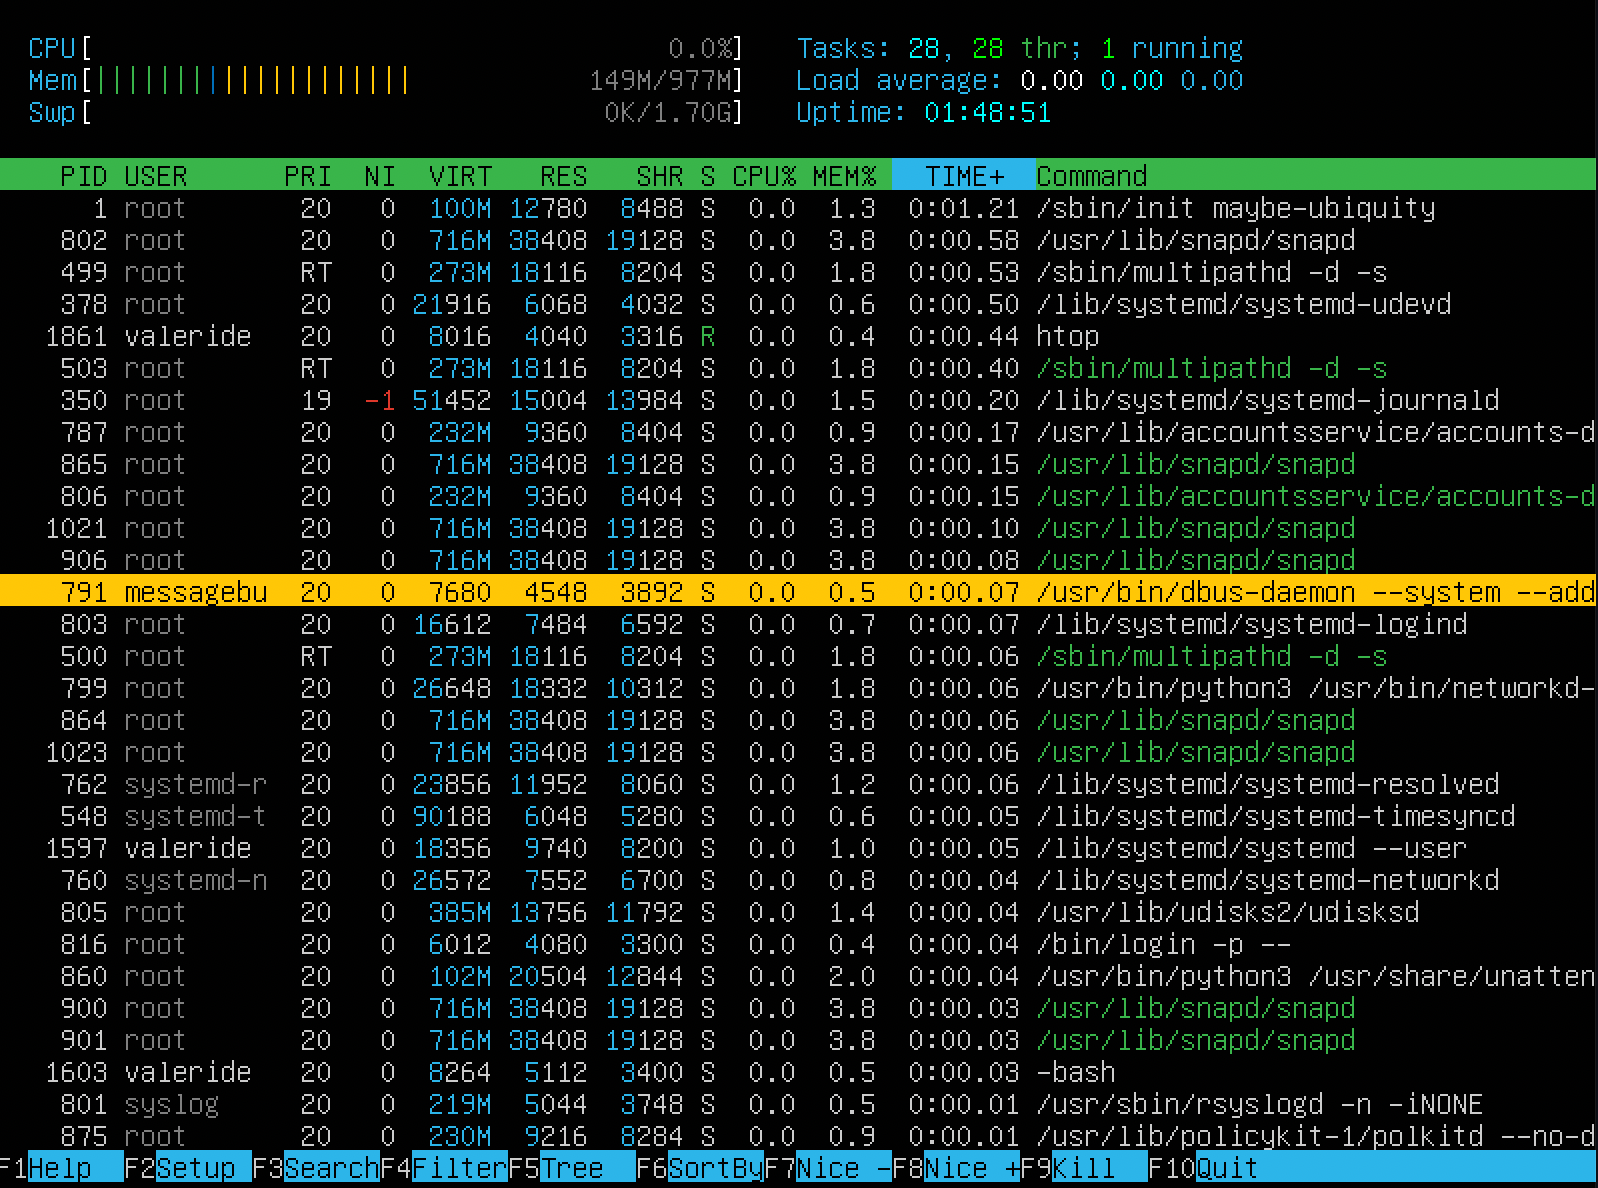 CPU[ 0.0%] Tasks: 28, 28 thr; 1 running
Mem[||||||||||||||||||||| 149M/977M] Load average: 0.00 0.00 0.00
Swp[ 0K/1.70G] Uptime: 01:48:51
PID USER PRI NI VIRT RES SHR S CPU% MEM% TIME+ Command
1 root 20 0 100M 12780 8488 S 0.0 1.3 0:01.21 /sbin/init maybe-ubiquity
802 root 20 0 716M 38408 19128 S 0.0 3.8 0:00.58 /usr/lib/snapd/snapd
499 root RT 0 273M 18116 8204 S 0.0 1.8 0:00.53 /sbin/multipathd -d -s
378 root 20 0 21916 6068 4032 S 0.0 0.6 0:00.50 /lib/systemd/systemd-udevd
1861 valeride 20 0 8016 4040 3316 R 0.0 0.4 0:00.44 htop
503 root RT 0 273M 18116 8204 S 0.0 1.8 0:00.40 /sbin/multipathd -d -s
350 root 19 -1 51452 15004 13984 S 0.0 1.5 0:00.20 /lib/systemd/systemd-journald
787 root 20 0 232M 9360 8404 S 0.0 0.9 0:00.17 /usr/lib/accountsservice/accounts-d
865 root 20 0 716M 38408 19128 S 0.0 3.8 0:00.15 /usr/lib/snapd/snapd
806 root 20 0 232M 9360 8404 S 0.0 0.9 0:00.15 /usr/lib/accountsservice/accounts-d
1021 root 20 0 716M 38408 19128 S 0.0 3.8 0:00.10 /usr/lib/snapd/snapd
906 root 20 0 716M 38408 19128 S 0.0 3.8 0:00.08 /usr/lib/snapd/snapd
791 messagebu 20 0 7680 4548 3892 S 0.0 0.5 0:00.07 /usr/bin/dbus-daemon --system --add
803 root 20 0 16612 7484 6592 S 0.0 0.7 0:00.07 /lib/systemd/systemd-logind
500 root RT 0 273M 18116 8204 S 0.0 1.8 0:00.06 /sbin/multipathd -d -s
799 root 20 0 26648 18332 10312 S 0.0 1.8 0:00.06 /usr/bin/python3 /usr/bin/networkd-
864 root 20 0 716M 38408 19128 S 0.0 3.8 0:00.06 /usr/lib/snapd/snapd
1023 root 20 0 716M 38408 19128 S 0.0 3.8 0:00.06 /usr/lib/snapd/snapd
762 systemd-r 20 0 23856 11952 8060 S 0.0 1.2 0:00.06 /lib/systemd/systemd-resolved
548 systemd-t 20 0 90188 6048 5280 S 0.0 0.6 0:00.05 /lib/systemd/systemd-timesyncd
1597 valeride 20 0 18356 9740 8200 S 0.0 1.0 0:00.05 /lib/systemd/systemd --user
760 systemd-n 20 0 26572 7552 6700 S 0.0 0.8 0:00.04 /lib/systemd/systemd-networkd
805 root 20 0 385M 13756 11792 S 0.0 1.4 0:00.04 /usr/lib/udisks2/udisksd
816 root 20 0 6012 4080 3300 S 0.0 0.4 0:00.04 /bin/login -p --
860 root 20 0 102M 20504 12844 S 0.0 2.0 0:00.04 /usr/bin/python3 /usr/share/unatten
900 root 20 0 716M 38408 19128 S 0.0 3.8 0:00.03 /usr/lib/snapd/snapd
901 root 20 0 716M 38408 19128 S 0.0 3.8 0:00.03 /usr/lib/snapd/snapd
1603 valeride 20 0 8264 5112 3400 S 0.0 0.5 0:00.03 -bash
801 syslog 20 0 219M 5044 3748 S 0.0 0.5 0:00.01 /usr/sbin/rsyslogd -n -iNONE
875 root 20 0 230M 9216 8284 S 0.0 0.9 0:00.01 /usr/lib/policykit-1/polkitd --no-d
F1Help F2Setup F3SearchF4FilterF5Tree F6SortByF7Nice -F8Nice +F9Kill F10Quit